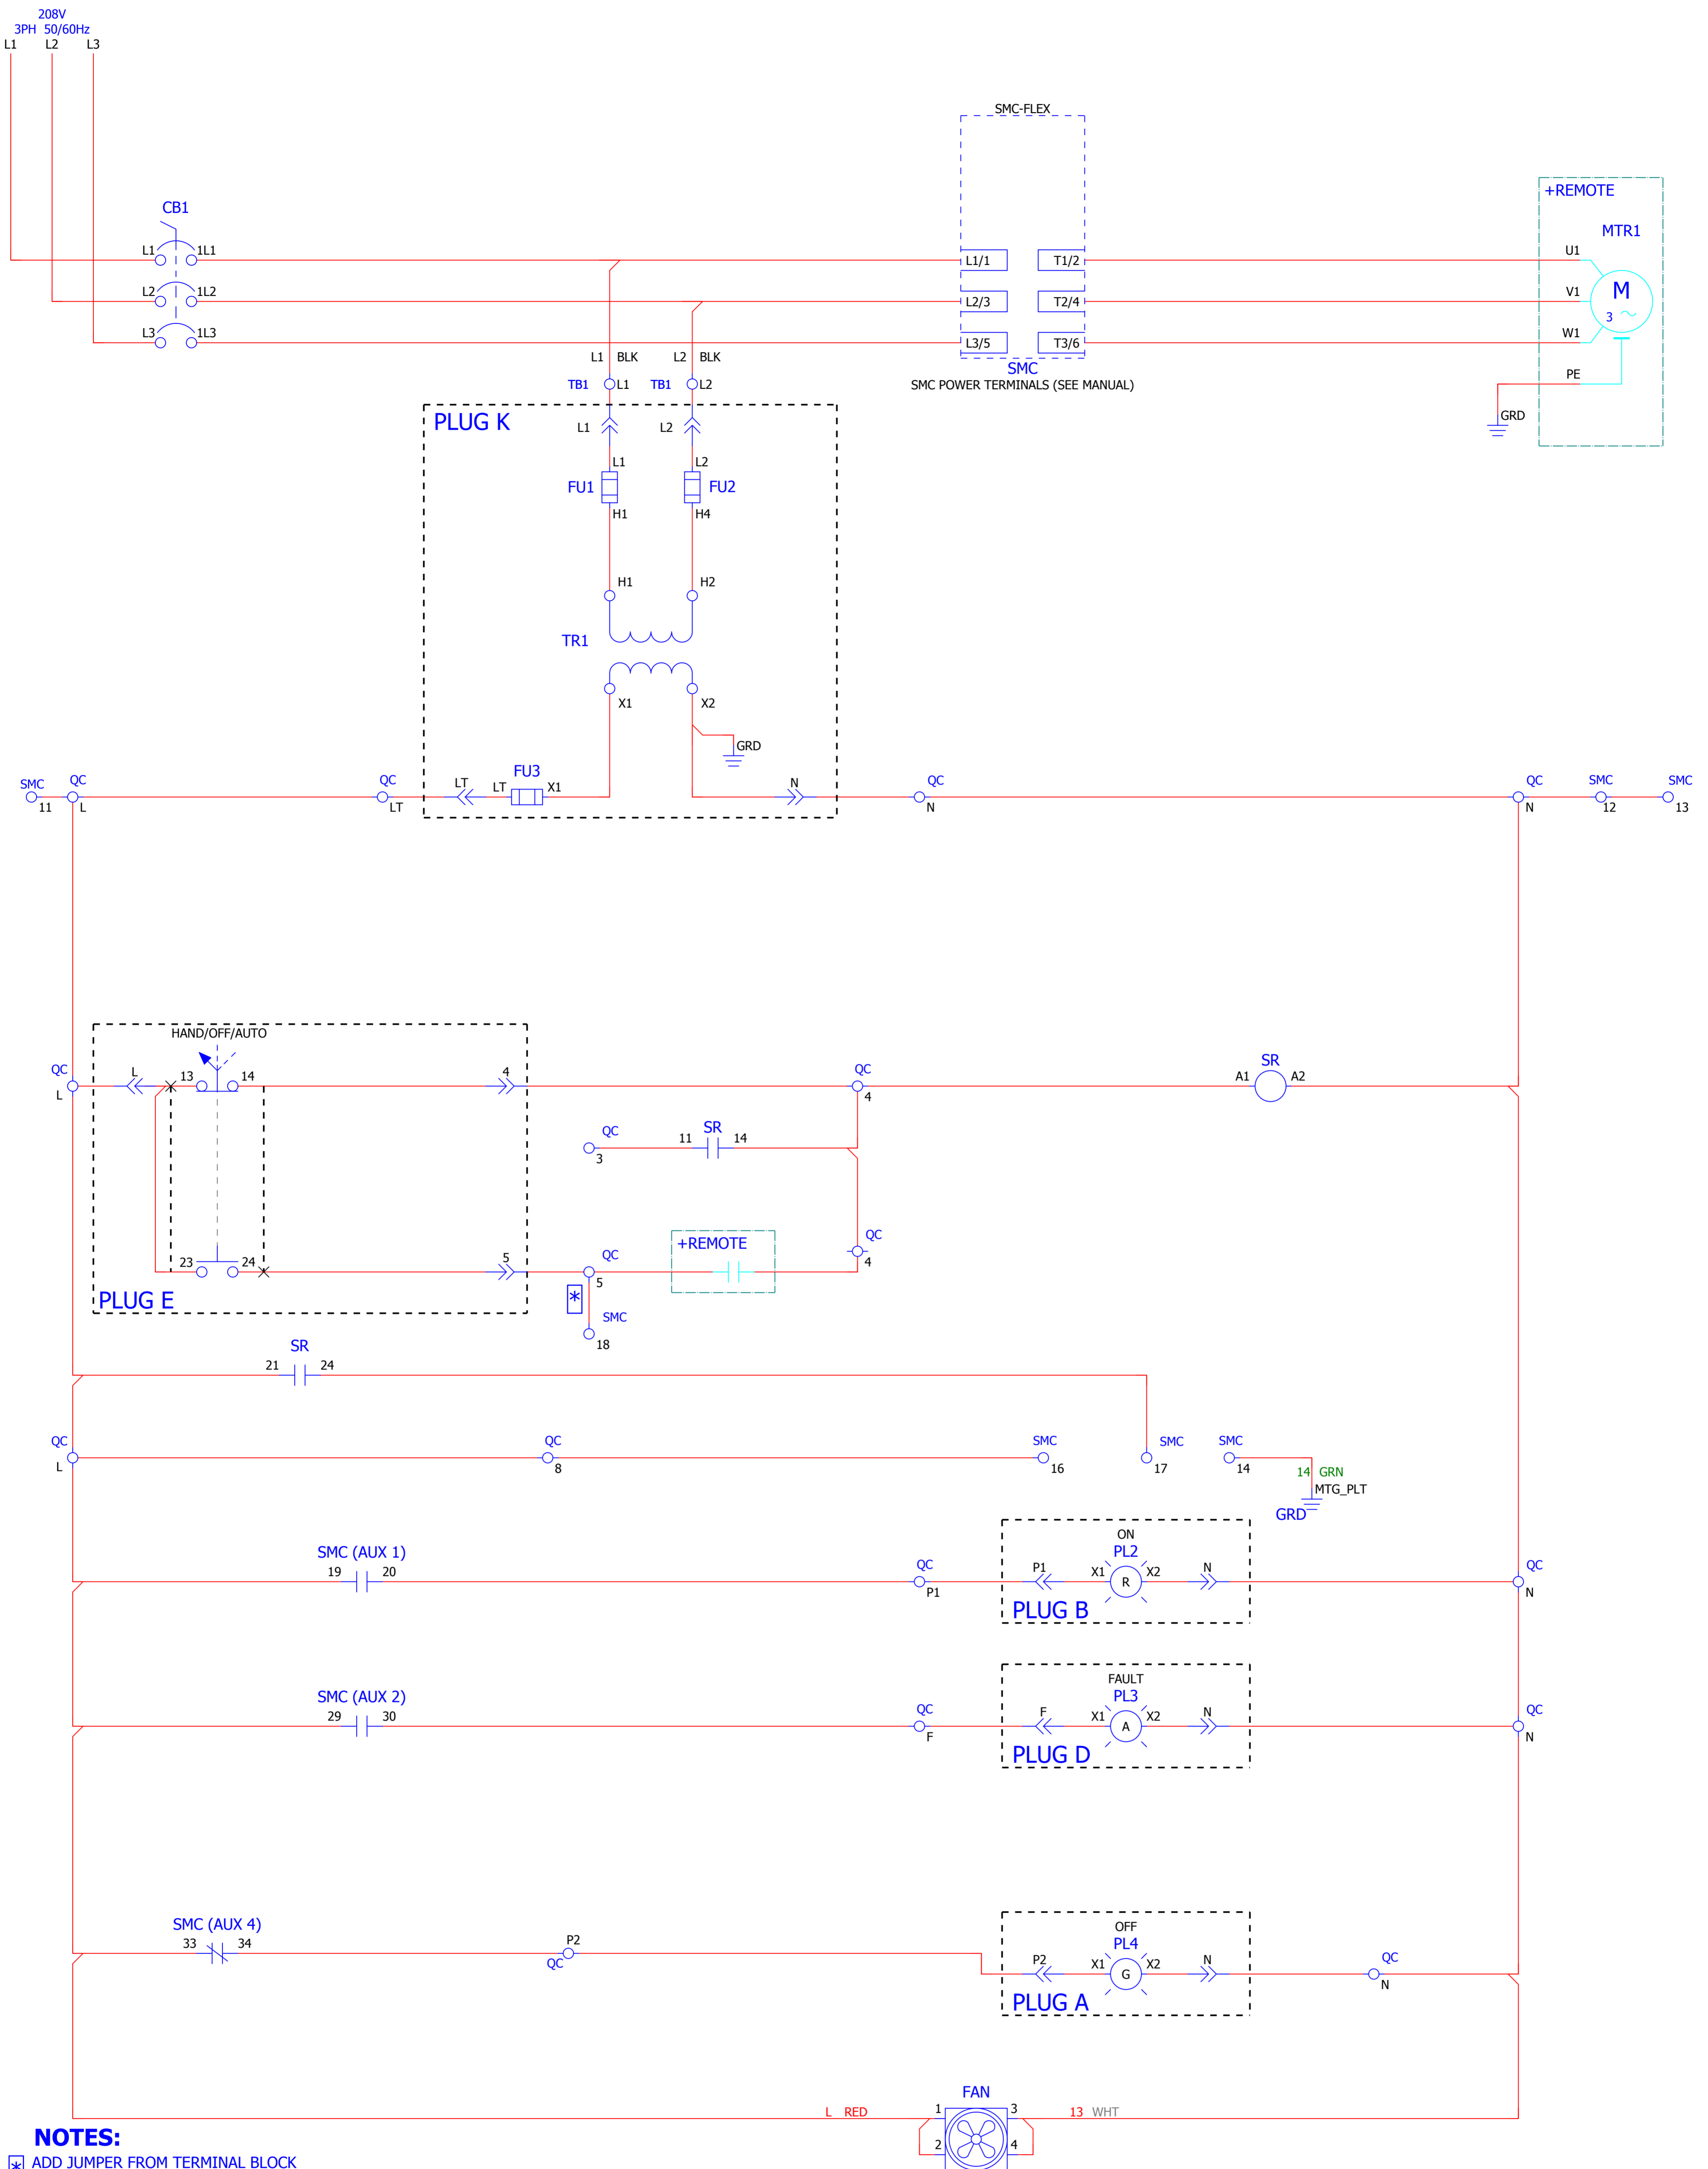 208V
3PH 50/60Hz
L1 L2 L3
SMC-FLEX
+REMOTE
CB1
MTR1
L1 1L1 L1/1 T1/2 U1
L2 1L2 L2/3 T2/4 V1
M
3
L3 1L3 L3/5 T3/6 W1
L1 BLK L2 BLK
SMC
SMC POWER TERMINALS (SEE MANUAL)
PE
TB1 L1 TB1 L2
GRD
PLUG K
L1 L2
L1 L2
FU1 FU2
H1 H4
H1 H2
TR1
X1 X2
GRD
SMC QC QC LT LT FU3 X1 N QC QC SMC SMC
11 L LT N N 12 13
HAND/OFF/AUTO
QC L 13 14 4 QC SR
A1 A2
L 4
QC 11 SR 14
3
+REMOTE
QC
4
23 24 5 QC
5
PLUG E
*
SMC
18
SR
21 24
QC QC SMC SMC SMC
L 8 16 17 14
14 GRN
MTG_PLT
GRD
SMC (AUX 1)
19 20
ON
PL2
QC P1 X1 R X2 N QC
P1 N
PLUG B
SMC (AUX 2)
29 30
FAULT
PL3
QC F X1 A X2 N QC
F N
PLUG D
SMC (AUX 4)
33 34
P2
QC
OFF
PL4
P2 X1 G X2 N QC
N
PLUG A
FAN
L RED 1 3 13 WHT
2 4
NOTES:
* ADD JUMPER FROM TERMINAL BLOCK